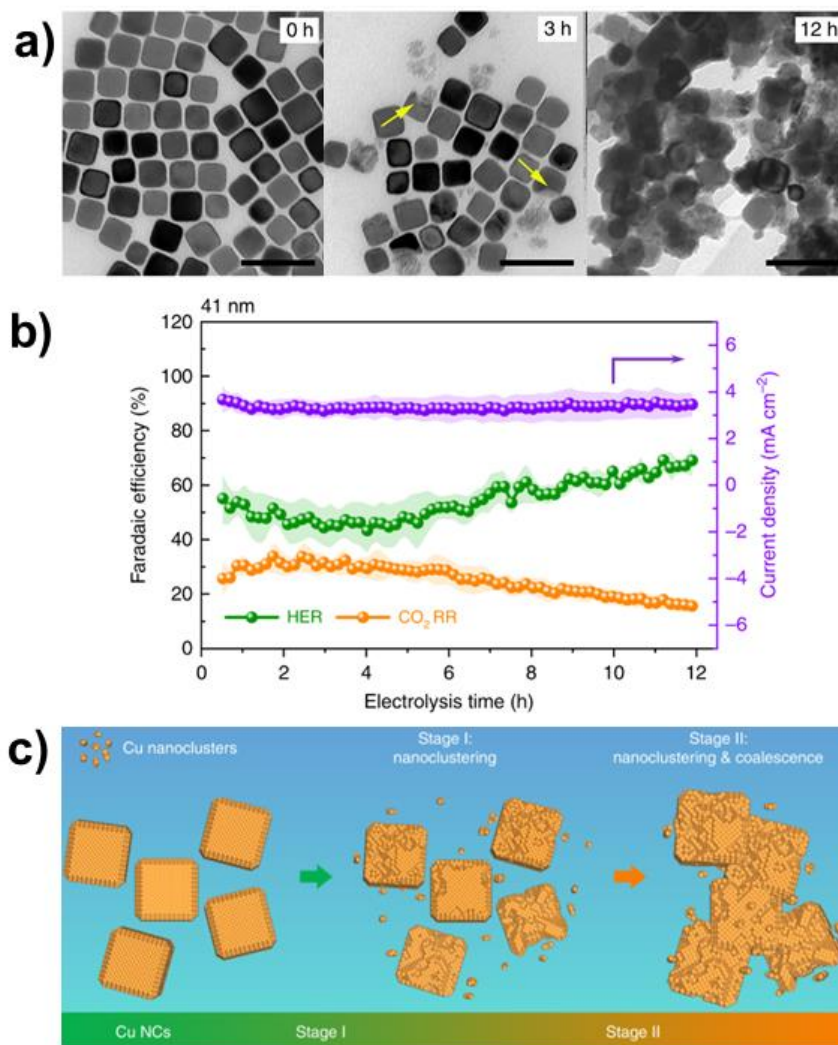 a)
0 h
3 h
12 h
b)
41 nm
120
100
80
60
40
20
0
Faradaic efficiency (%)
6
4
2
0
−2
−4
−6
Current density (mA cm⁻²)
HER
CO₂ RR
0
2
4
6
8
10
12
Electrolysis time (h)
c)
Cu nanoclusters
Stage I:
nanoclustering
Stage II:
nanoclustering & coalescence
Cu NCs
Stage I
Stage II